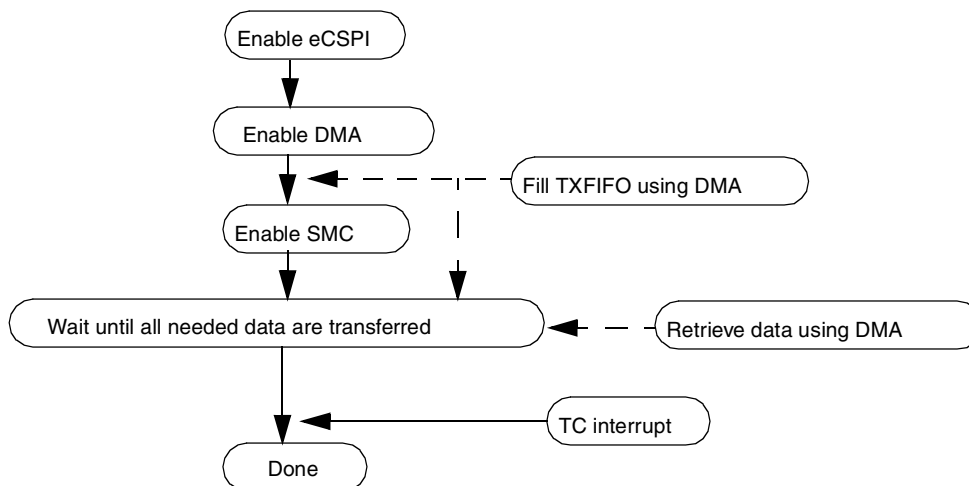 Enable eCSPI
Enable DMA
Fill TXFIFO using DMA
Enable SMC
Wait until all needed data are transferred
Retrieve data using DMA
TC interrupt
Done